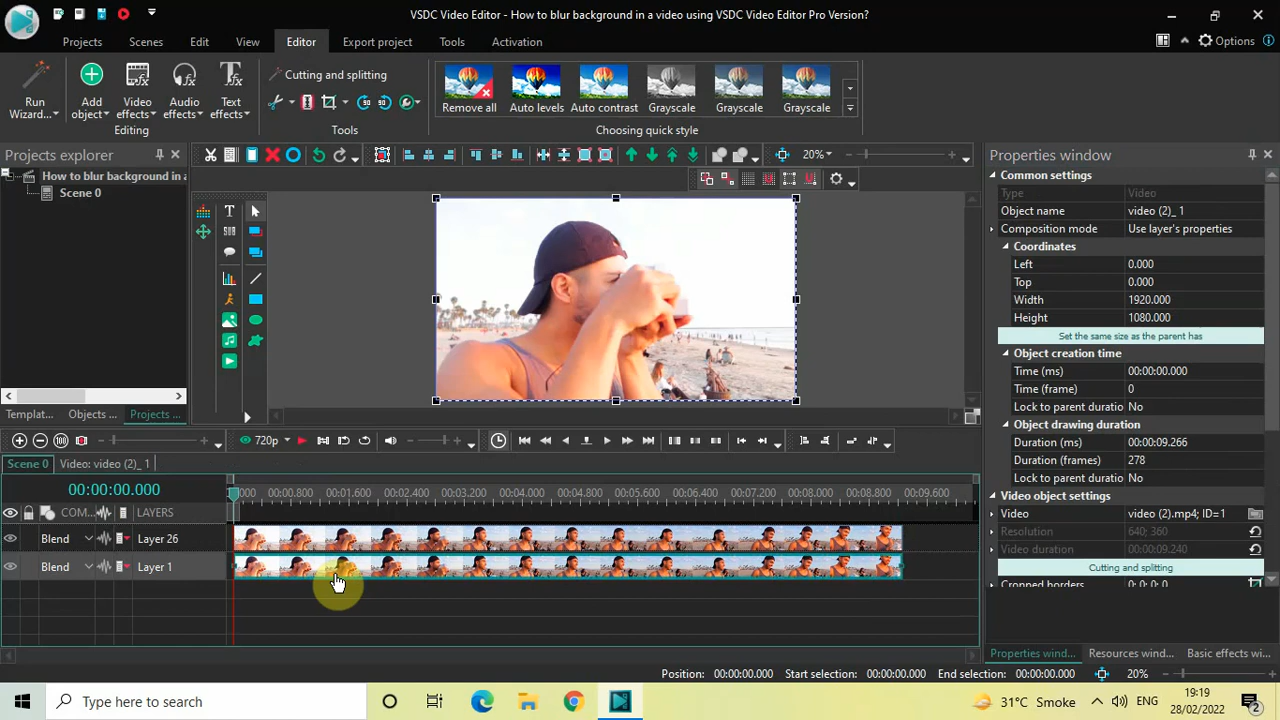 VSDC Video Editor - How to blur background in a video using VSDC Video Editor Pro Version?
Projects Scenes Edit View Editor Export project Tools Activation
Options
Run Wizard...
Add object
Video effects
Audio effects
Text effects
Editing
Cutting and splitting
Tools
Remove all
Auto levels
Auto contrast
Grayscale
Grayscale
Grayscale
Choosing quick style
Projects explorer
How to blur background in a
Scene 0
Templat... Objects ... Projects ...
20%
Properties window
Common settings
Type Video
Object name video (2)_ 1
Composition mode Use layer's properties
Coordinates
Left 0.000
Top 0.000
Width 1920.000
Height 1080.000
Set the same size as the parent has
Object creation time
Time (ms) 00:00:00.000
Time (frame) 0
Lock to parent duratio No
Object drawing duration
Duration (ms) 00:00:09.266
Duration (frames) 278
Lock to parent duratio No
Video object settings
Video video (2).mp4; ID=1
Resolution 640; 360
Video duration 00:00:09.240
Cutting and splitting
Cropped borders 0; 0; 0; 0
Properties wind... Resources wind... Basic effects wi...
720p
Scene 0 Video: video (2)_ 1
00:00:00.000
000 00:00.800 00:01.600 00:02.400 00:03.200 00:04.000 00:04.800 00:05.600 00:06.400 00:07.200 00:08.000 00:08.800 00:09.600
COM... LAYERS
Blend Layer 26
Blend Layer 1
Position: 00:00:00.000 Start selection: 00:00:00.000 End selection: 00:00:00.000 20%
Type here to search
31°C Smoke
ENG
19:19
28/02/2022
2